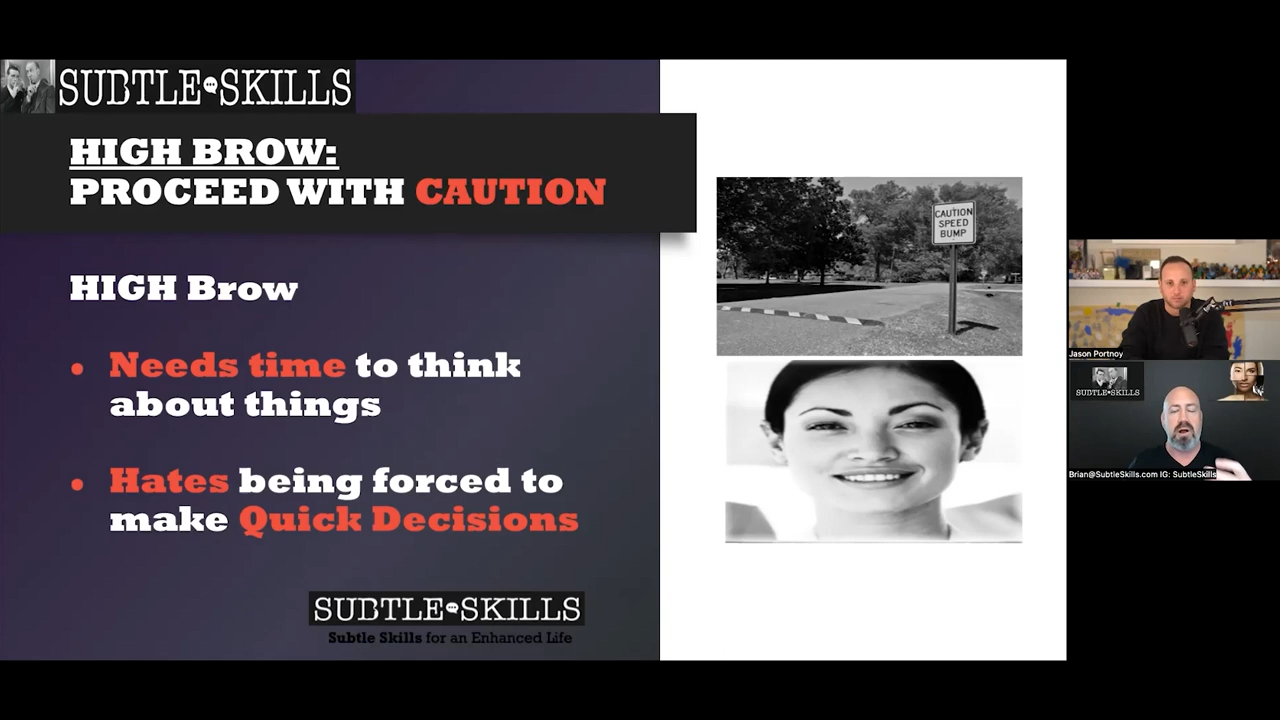 SUBTLE SKILLS
HIGH BROW:
PROCEED WITH CAUTION
HIGH Brow
• Needs time to think
about things
• Hates being forced to
make Quick Decisions
SUBTLE SKILLS
Subtle Skills for an Enhanced Life
CAUTION
SPEED
BUMP
Jason Portnoy
SUBTLE SKILLS
Brian@SubtleSkills.com IG: SubtleSkills